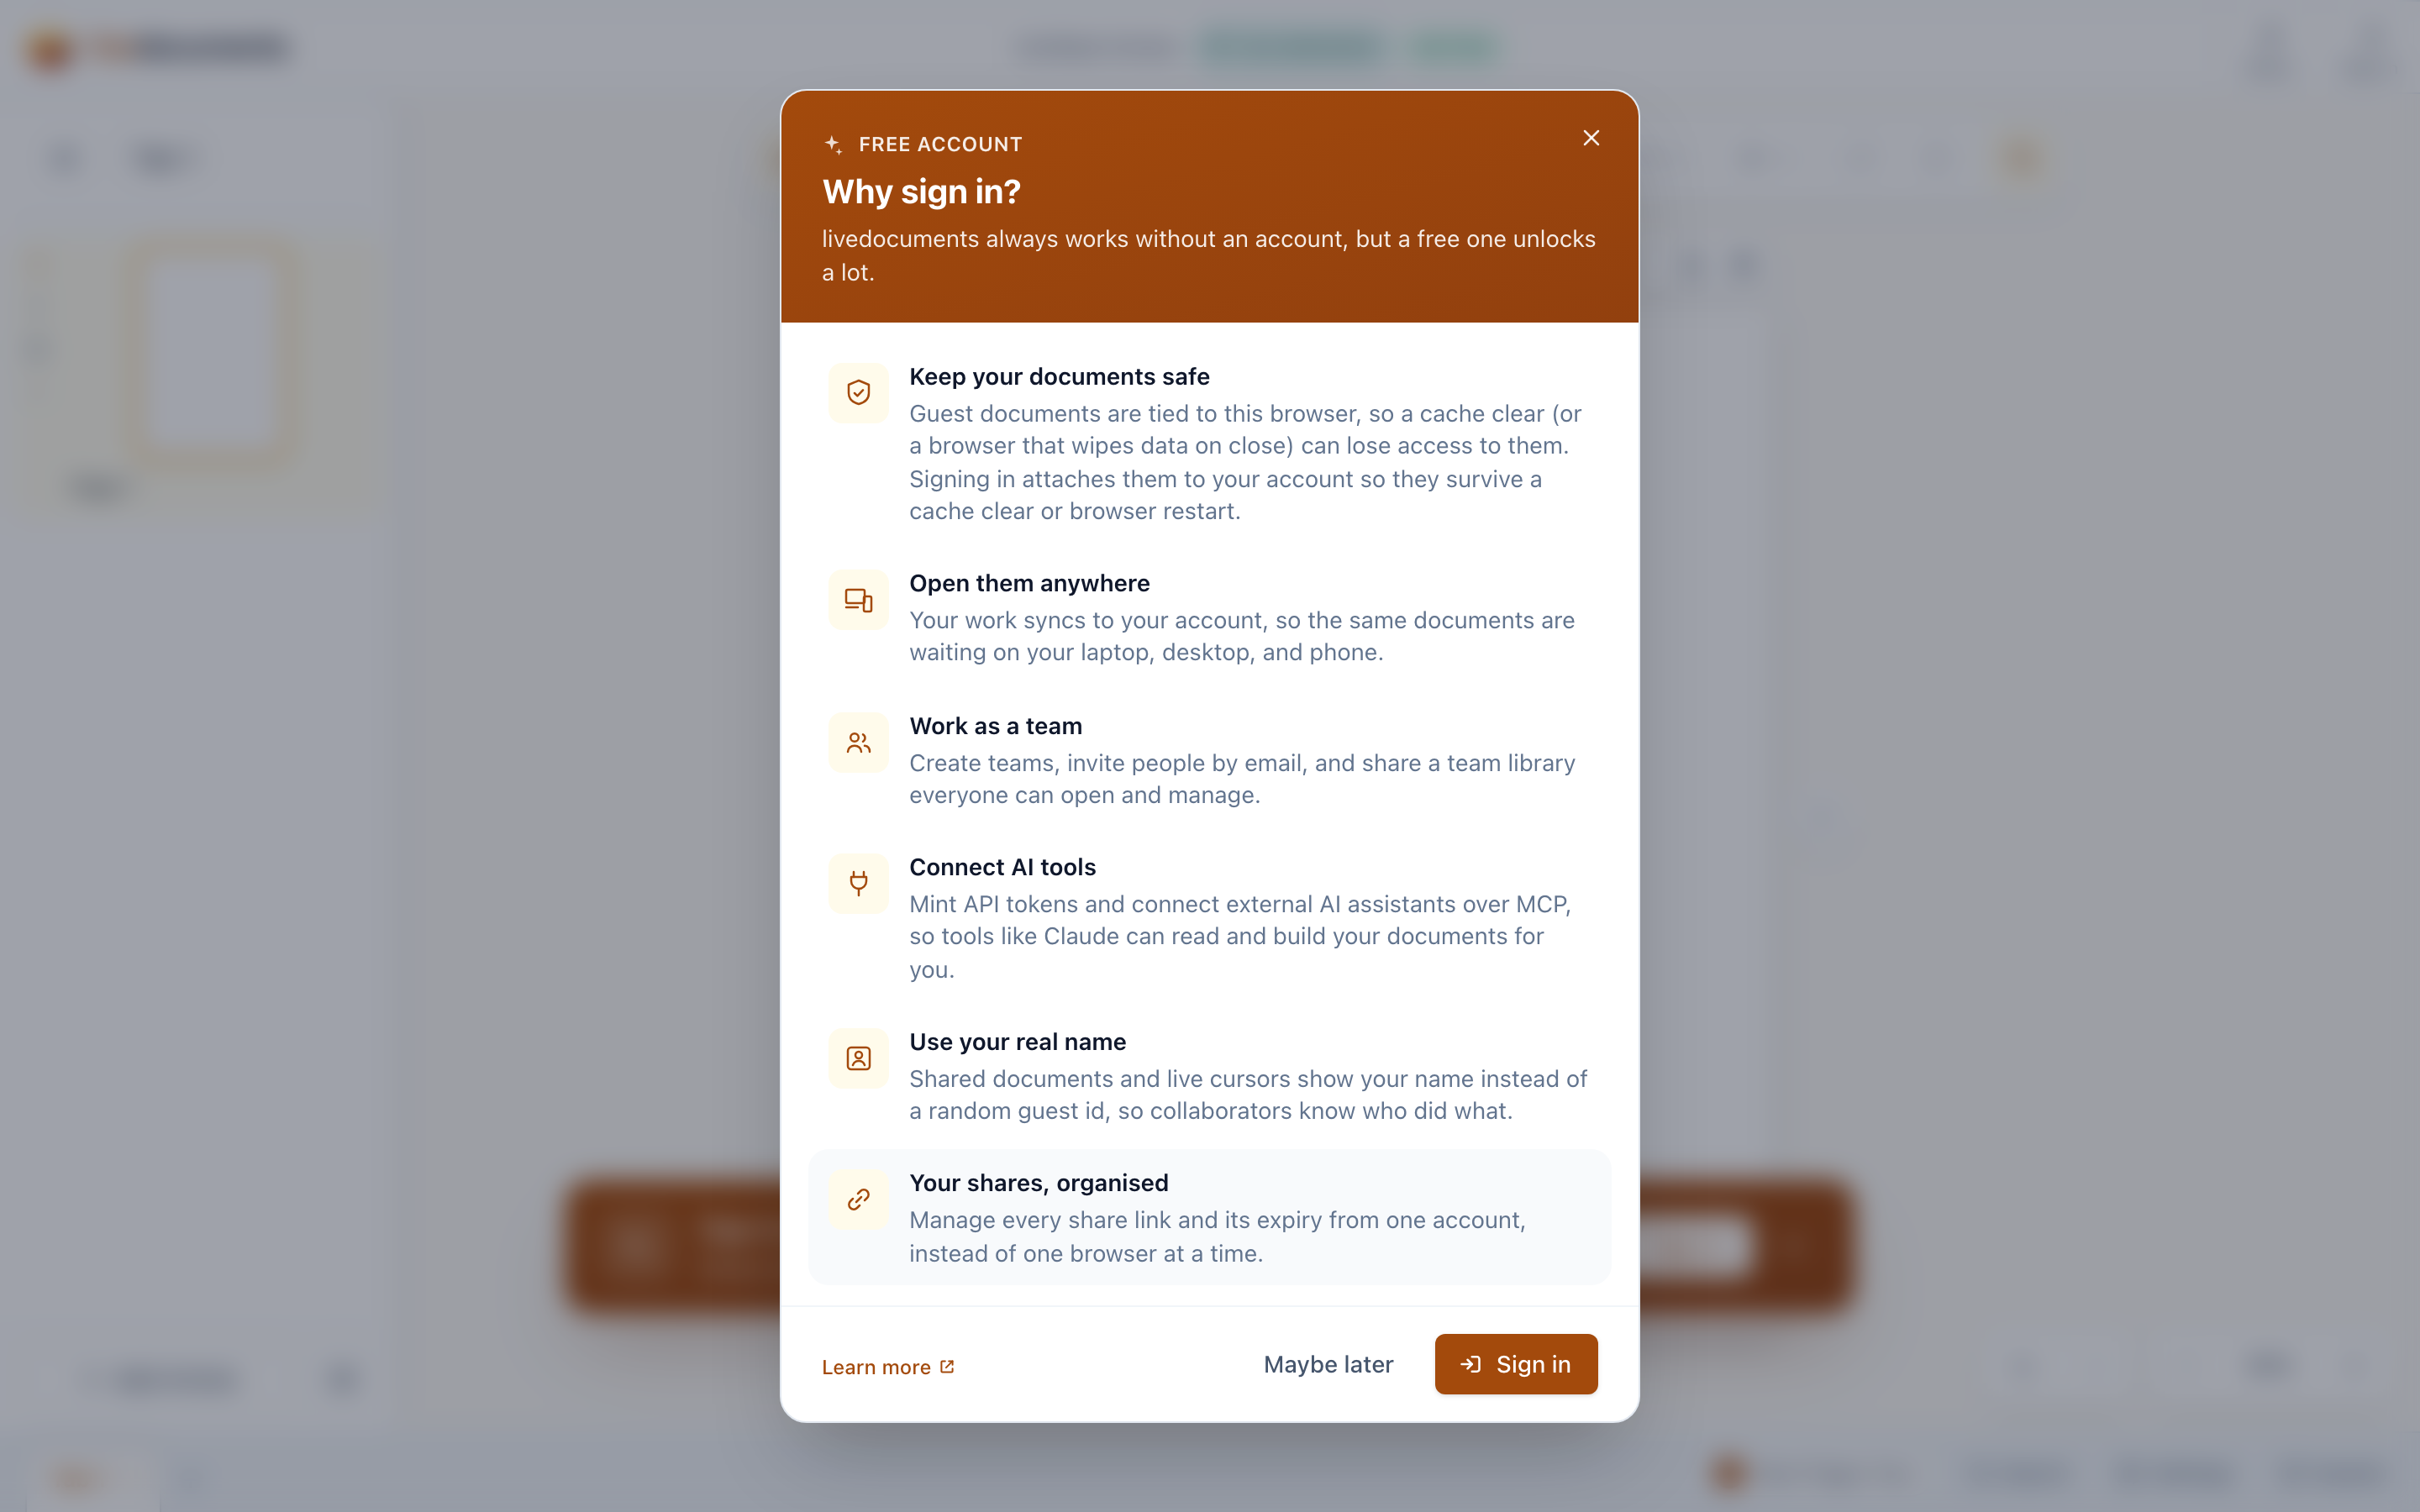 FREE ACCOUNT
Why sign in?
livedocuments always works without an account, but a free one unlocks
a lot.
Keep your documents safe
Guest documents are tied to this browser, so a cache clear (or
a browser that wipes data on close) can lose access to them.
Signing in attaches them to your account so they survive a
cache clear or browser restart.
Open them anywhere
Your work syncs to your account, so the same documents are
waiting on your laptop, desktop, and phone.
Work as a team
Create teams, invite people by email, and share a team library
everyone can open and manage.
Connect AI tools
Mint API tokens and connect external AI assistants over MCP,
so tools like Claude can read and build your documents for
you.
Use your real name
Shared documents and live cursors show your name instead of
a random guest id, so collaborators know who did what.
Your shares, organised
Manage every share link and its expiry from one account,
instead of one browser at a time.
Learn more
Maybe later
Sign in